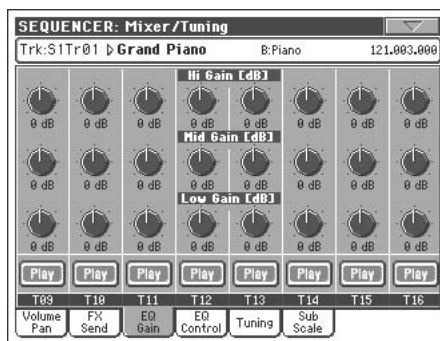 SEQUENCER: Mixer/Tuning
Trk:S1Tr01 Grand Piano B:Piano 121.003.000
Hi Gain [dB]
0 dB 0 dB 0 dB 0 dB 0 dB 0 dB 0 dB 0 dB
Mid Gain [dB]
0 dB 0 dB 0 dB 0 dB 0 dB 0 dB 0 dB 0 dB
Low Gain [dB]
0 dB 0 dB 0 dB 0 dB 0 dB 0 dB 0 dB 0 dB
Play Play Play Play Play Play Play Play
T09 T10 T11 T12 T13 T14 T15 T16
Volume Pan FX Send EQ Gain EQ Control Tuning Sub Scale